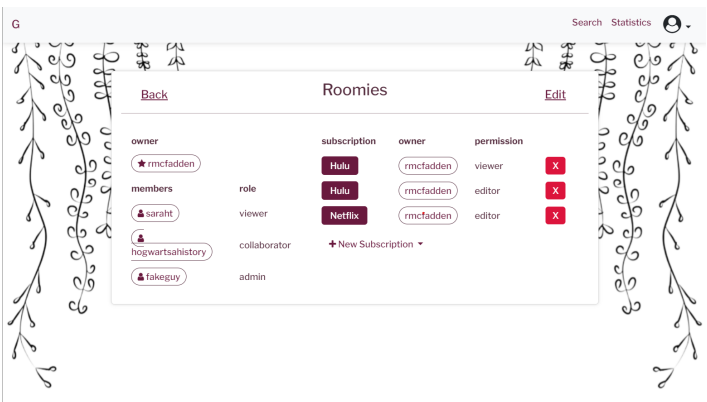 G
Search Statistics
Back
Roomies
Edit
owner
rmcfadden
members role
saraht viewer
hogwartsahistory collaborator
fakeguy admin
subscription owner permission
Hulu rmcfadden viewer X
Hulu rmcfadden editor X
Netflix rmcfadden editor X
+ New Subscription